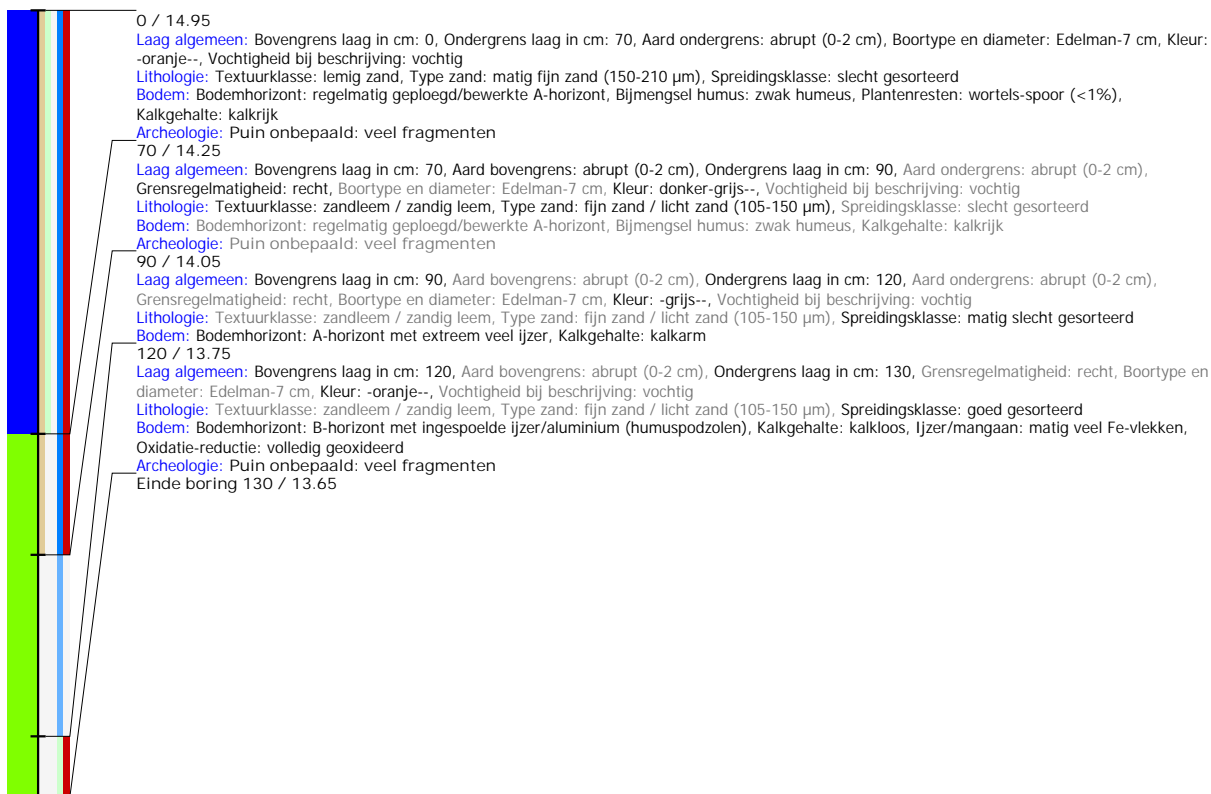 0 / 14.95
Laag algemeen: Bovengrens laag in cm: 0, Ondergrens laag in cm: 70, Aard ondergrens: abrupt (0-2 cm), Boortype en diameter: Edelman-7 cm, Kleur:
-oranje--, Vochtigheid bij beschrijving: vochtig
Lithologie: Textuurklasse: lemig zand, Type zand: matig fijn zand (150-210 µm), Spreidingsklasse: slecht gesorteerd
Bodem: Bodemhorizont: regelmatig geploegd/bewerkte A-horizont, Bijmengsel humus: zwak humeus, Plantenresten: wortels-spoor (<1%),
Kalkgehalte: kalkrijk
Archeologie: Puin onbepaald: veel fragmenten
70 / 14.25
Laag algemeen: Bovengrens laag in cm: 70, Aard bovengrens: abrupt (0-2 cm), Ondergrens laag in cm: 90, Aard ondergrens: abrupt (0-2 cm),
Grensregelmatigheid: recht, Boortype en diameter: Edelman-7 cm, Kleur: donker-grijs--, Vochtigheid bij beschrijving: vochtig
Lithologie: Textuurklasse: zandleem / zandig leem, Type zand: fijn zand / licht zand (105-150 µm), Spreidingsklasse: slecht gesorteerd
Bodem: Bodemhorizont: regelmatig geploegd/bewerkte A-horizont, Bijmengsel humus: zwak humeus, Kalkgehalte: kalkrijk
Archeologie: Puin onbepaald: veel fragmenten
90 / 14.05
Laag algemeen: Bovengrens laag in cm: 90, Aard bovengrens: abrupt (0-2 cm), Ondergrens laag in cm: 120, Aard ondergrens: abrupt (0-2 cm),
Grensregelmatigheid: recht, Boortype en diameter: Edelman-7 cm, Kleur: -grijs--, Vochtigheid bij beschrijving: vochtig
Lithologie: Textuurklasse: zandleem / zandig leem, Type zand: fijn zand / licht zand (105-150 µm), Spreidingsklasse: matig slecht gesorteerd
Bodem: Bodemhorizont: A-horizont met extreem veel ijzer, Kalkgehalte: kalkarm
120 / 13.75
Laag algemeen: Bovengrens laag in cm: 120, Aard bovengrens: abrupt (0-2 cm), Ondergrens laag in cm: 130, Grensregelmatigheid: recht, Boortype en
diameter: Edelman-7 cm, Kleur: -oranje--, Vochtigheid bij beschrijving: vochtig
Lithologie: Textuurklasse: zandleem / zandig leem, Type zand: fijn zand / licht zand (105-150 µm), Spreidingsklasse: goed gesorteerd
Bodem: Bodemhorizont: B-horizont met ingespoelde ijzer/aluminium (humuspodzolen), Kalkgehalte: kalkloos, Ijzer/mangaan: matig veel Fe-vlekken,
Oxidatie-reductie: volledig geoxideerd
Archeologie: Puin onbepaald: veel fragmenten
Einde boring 130 / 13.65